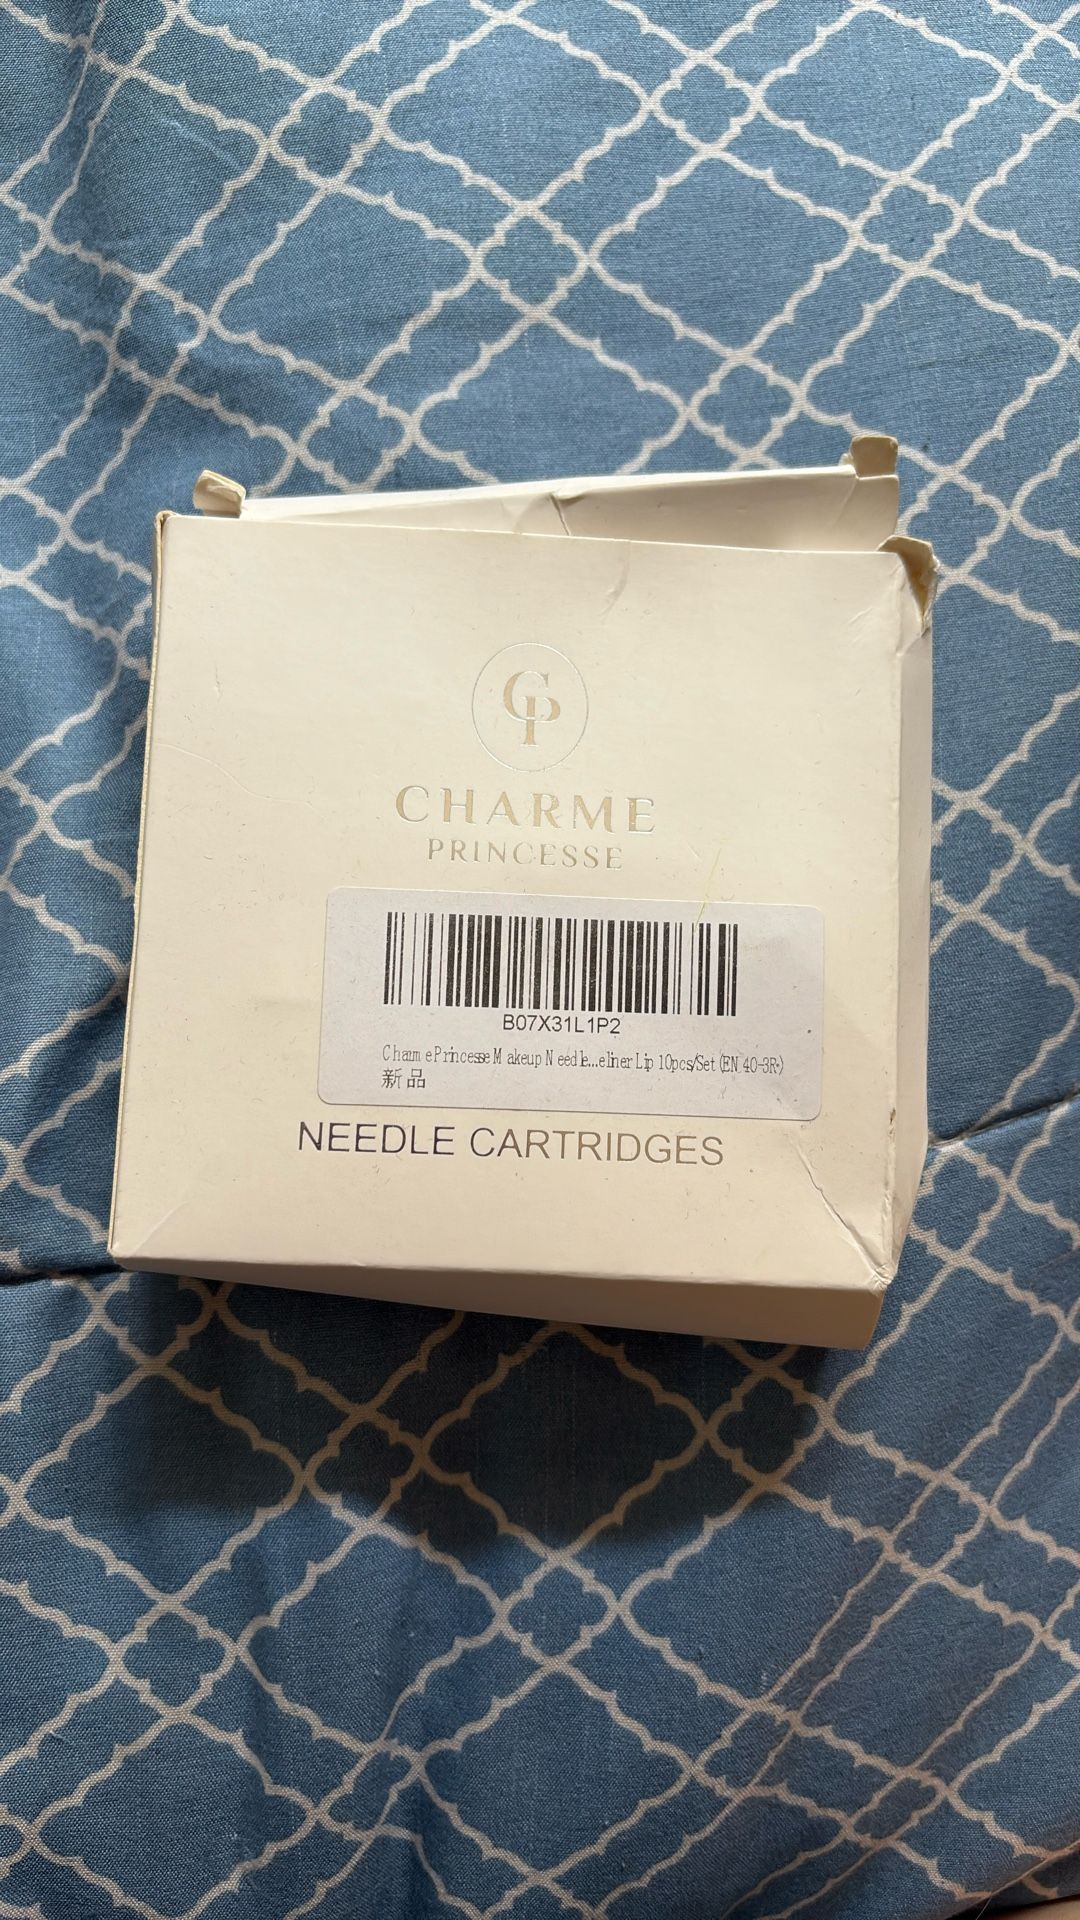 CP
CHARME
PRINCESSE
B07X31L1P2
Charme Princesse Makeup Needle...eliner Lip 10pcs/Set (EN 40-3R-)
新品
NEEDLE CARTRIDGES